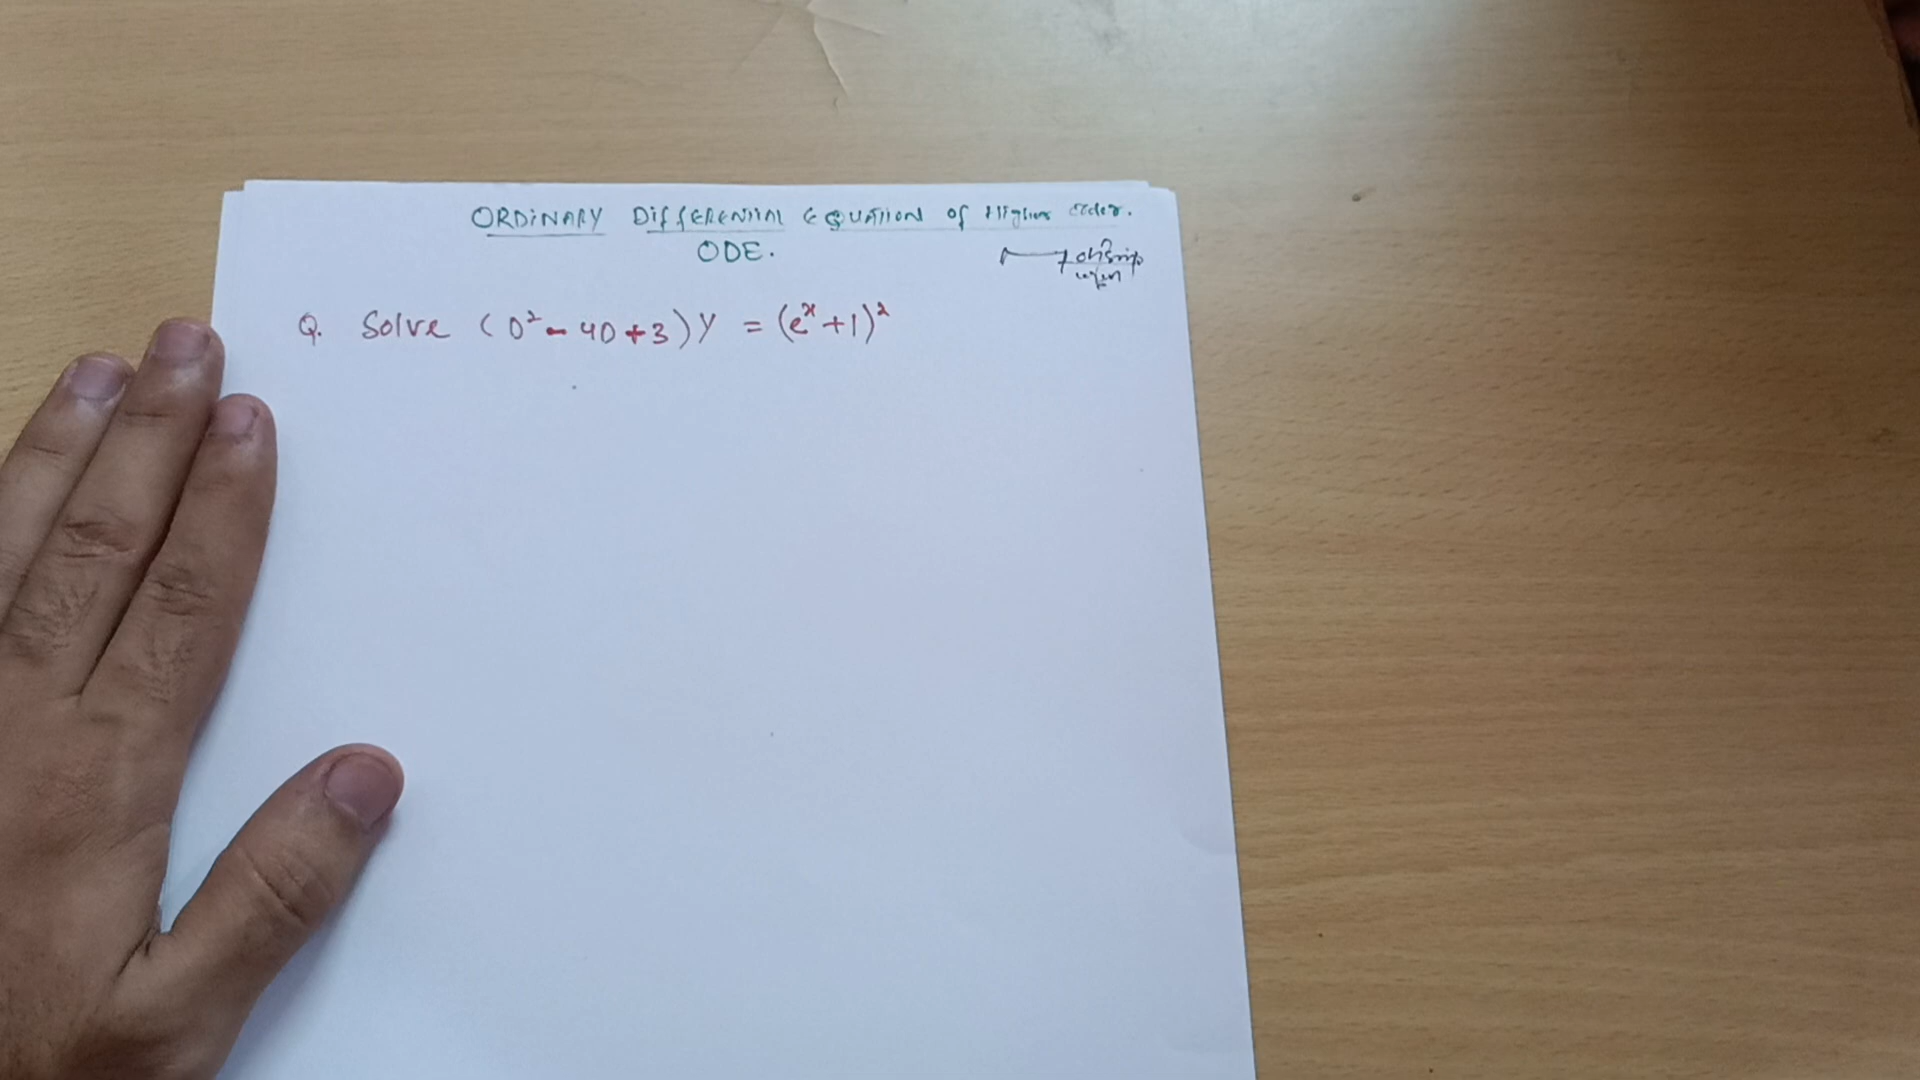 ORDINARY DIFFERENTIAL EQUATION of Higher Order.
ODE.
Q. Solve (D² - 4D + 3) y = (eˣ + 1)²